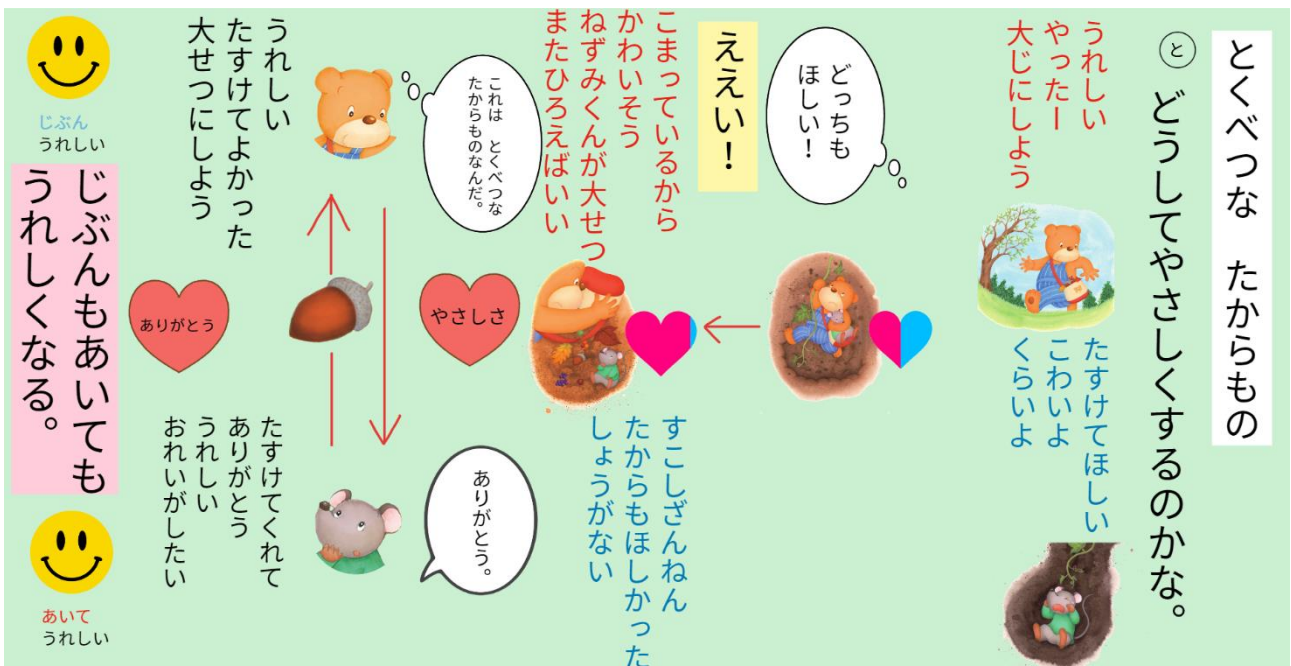 とくべつな　たからもの
と　どうしてやさしくするのかな。
うれしい
やったー
大じにしよう
たすけてほしい
こわいよ
くらいよ
どっちも
ほしい！
ええい！
こまっているから
かわいそう
ねずみくんが大せつ
またひろえばいい
すこしざんねん
たからもほしかった
しょうがない
やさしさ
これは　とくべつな
たからものなんだ。
ありがとう。
うれしい
たすけてよかった
大せつにしよう
たすけてくれて
ありがとう
うれしい
おれいがしたい
ありがとう
じぶん
うれしい
じぶんもあいても
うれしくなる。
あいて
うれしい